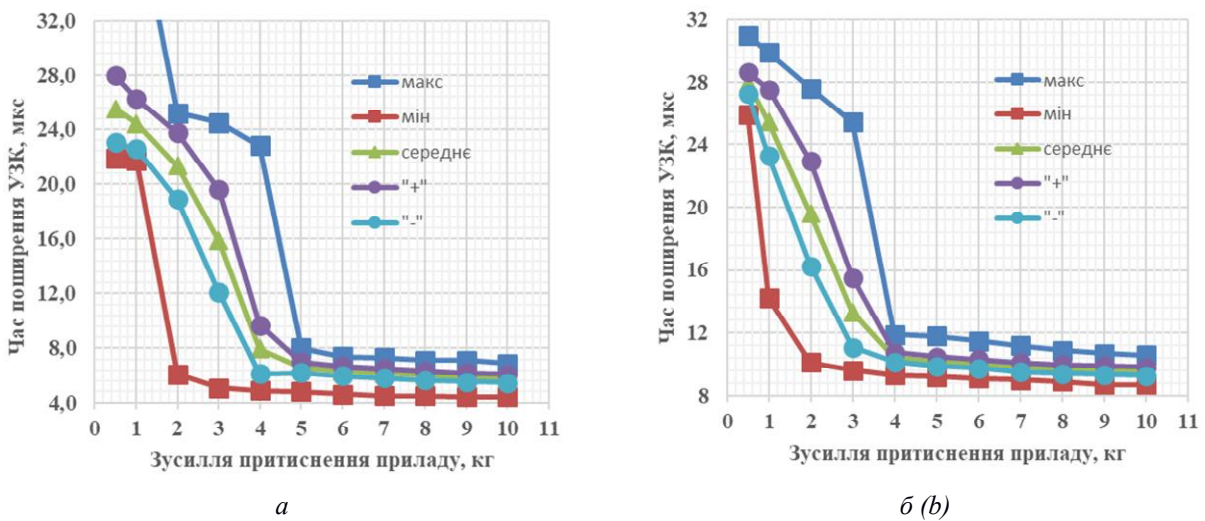 32,0
28,0
24,0
20,0
16,0
12,0
8,0
4,0
Час поширення УЗК, мкс
макс
мін
середнє
"+"
"-"
0 1 2 3 4 5 6 7 8 9 10 11
Зусилля притиснення приладу, кг
а
32
28
24
20
16
12
8
Час поширення УЗК, мкс
макс
мін
середнє
"+"
"-"
0 1 2 3 4 5 6 7 8 9 10 11
Зусилля притиснення приладу, кг
б (b)